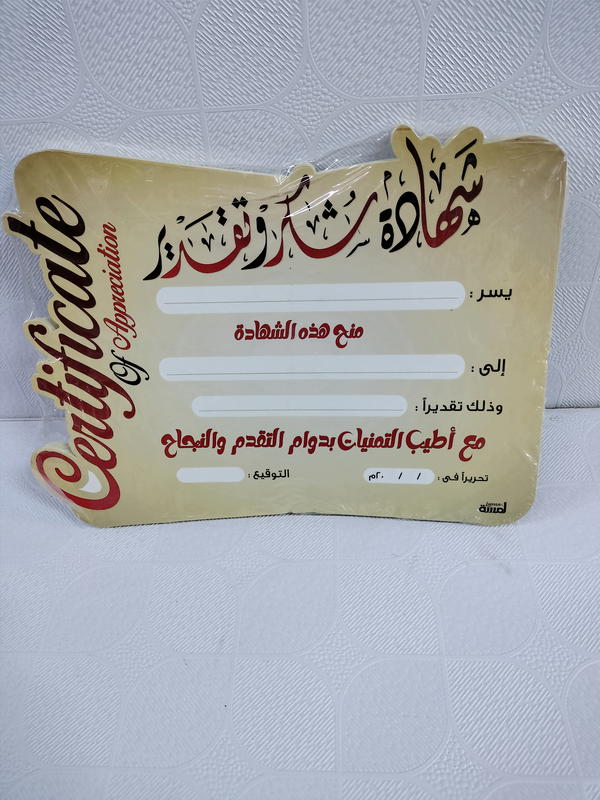 شهادة شكر وتقدير
Certificate
Of Appreciation
يسر :
منح هذه الشهادة
إلى :
وذلك تقديراً :
مع أطيب التمنيات بدوام التقدم والنجاح
تحريراً فى : / / ٢٠م
التوقيع :
لمسة